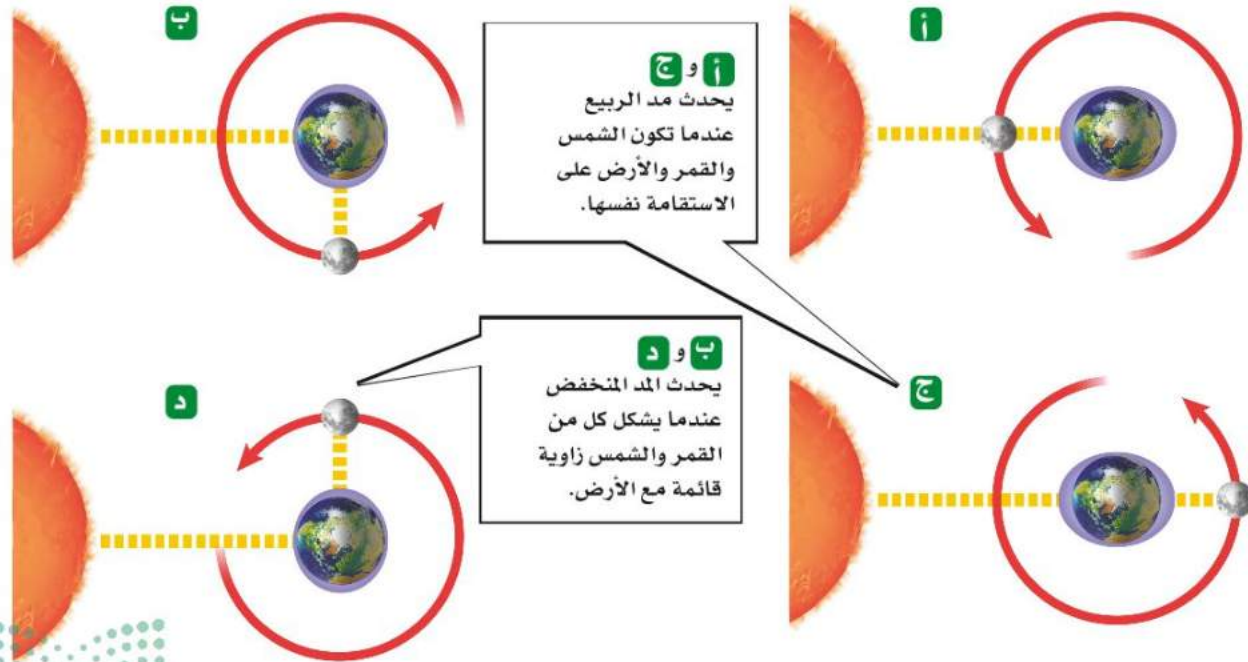 أ
ب
أ و ج
يحدث مد الربيع
عندما تكون الشمس
والقمر والأرض على
الاستقامة نفسها.
ج
د
ب و د
يحدث المد المنخفض
عندما يشكل كل من
القمر والشمس زاوية
قائمة مع الأرض.